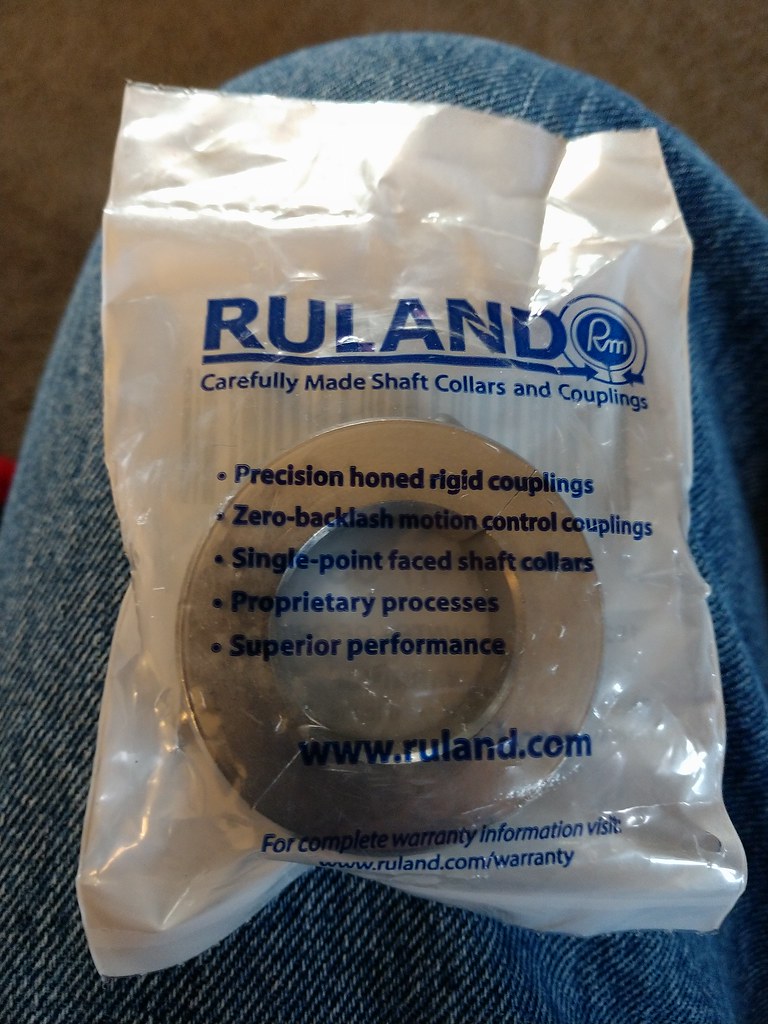 RULAND
Rm
Carefully Made Shaft Collars and Couplings
• Precision honed rigid couplings
• Zero-backlash motion control couplings
• Single-point faced shaft collars
• Proprietary processes
• Superior performance
www.ruland.com
For complete warranty information visit:
www.ruland.com/warranty